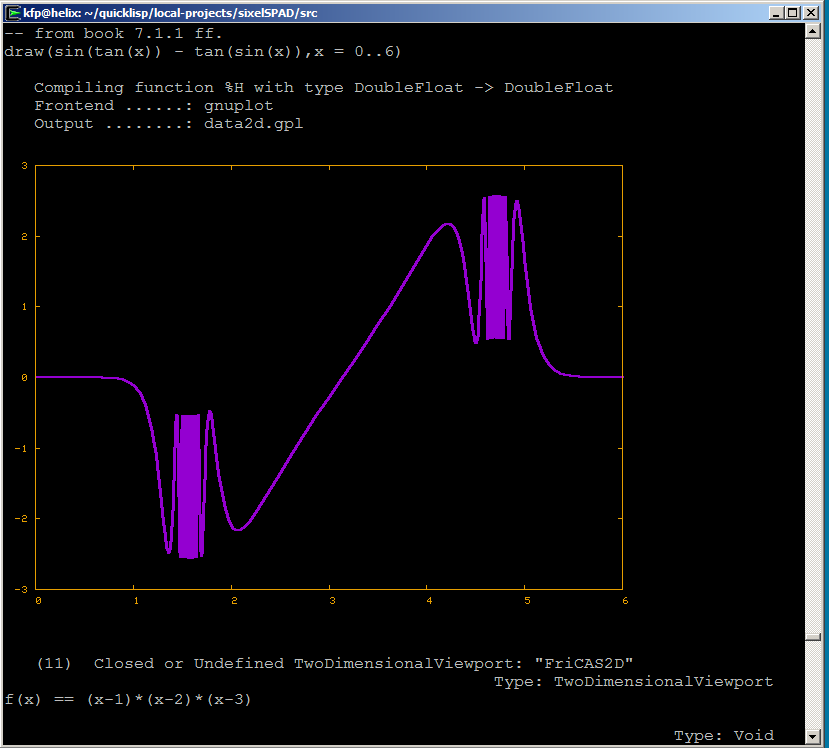 kfp@helix: ~/quicklisp/local-projects/sixelSPAD/src
-- from book 7.1.1 ff.
draw(sin(tan(x)) - tan(sin(x)),x = 0..6)
Compiling function %H with type DoubleFloat -> DoubleFloat
Frontend ......: gnuplot
Output ........: data2d.gpl
3
2
1
0
-1
-2
-3
0 1 2 3 4 5 6
(11)  Closed or Undefined TwoDimensionalViewport: "FriCAS2D"
Type: TwoDimensionalViewport
f(x) == (x-1)*(x-2)*(x-3)
Type: Void